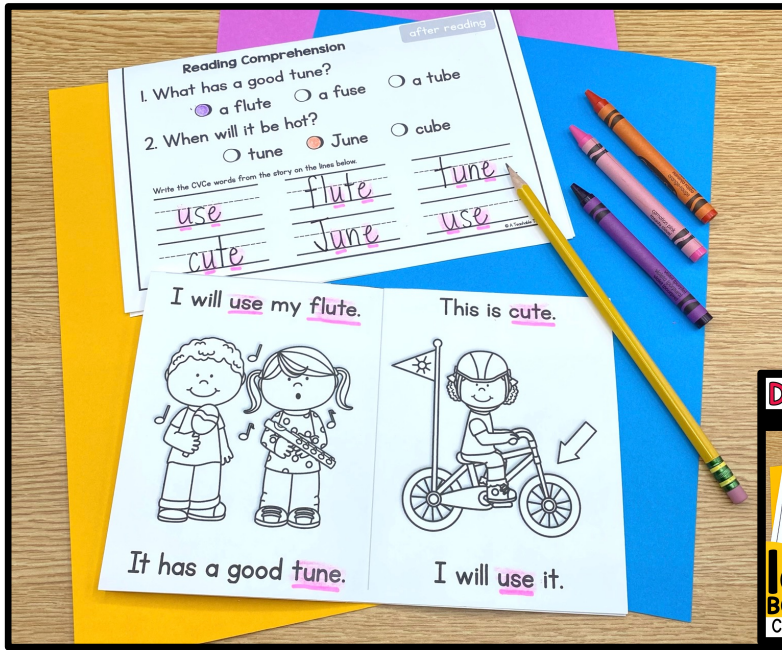 after reading
Reading Comprehension
1. What has a good tune?
a flute a fuse a tube
2. When will it be hot?
tune June cube
Write the CVCe words from the story on the lines below.
use flute tune
cute June use
I will use my flute.
It has a good tune.
This is cute.
I will use it.